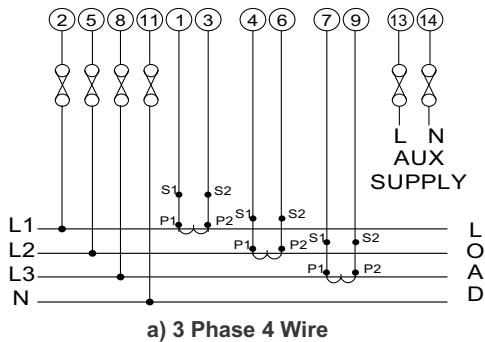 2 5 8 11 1 3 4 6 7 9 13 14
L N
AUX
SUPPLY
S1 S2
L1 P1 P2 S1 S2 L
L2 P1 P2 S1 S2 O
L3 P1 P2 A
N D
a) 3 Phase 4 Wire